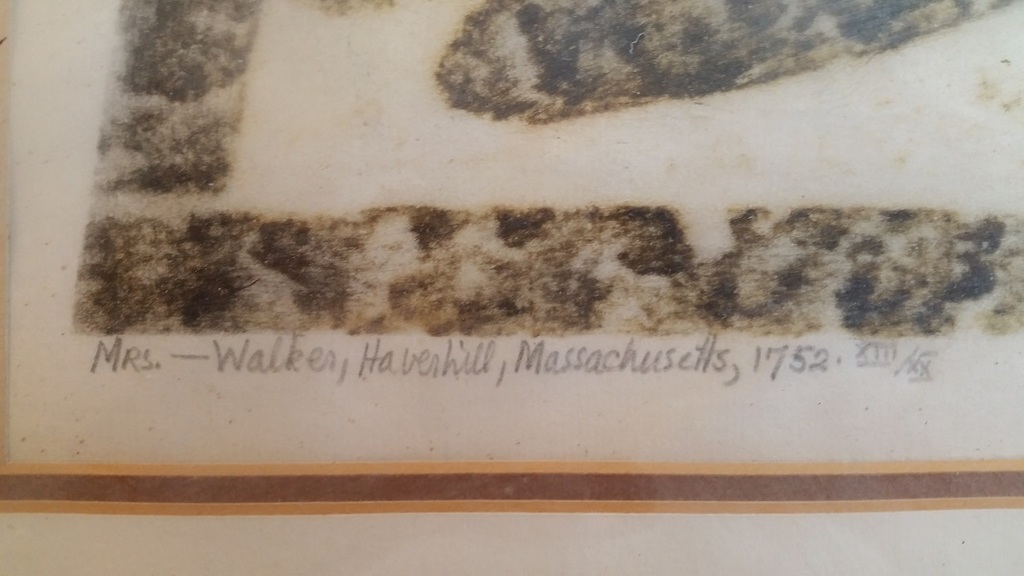 Mrs. — Walker, Haverhill, Massachusetts, 1752. XIII/XX